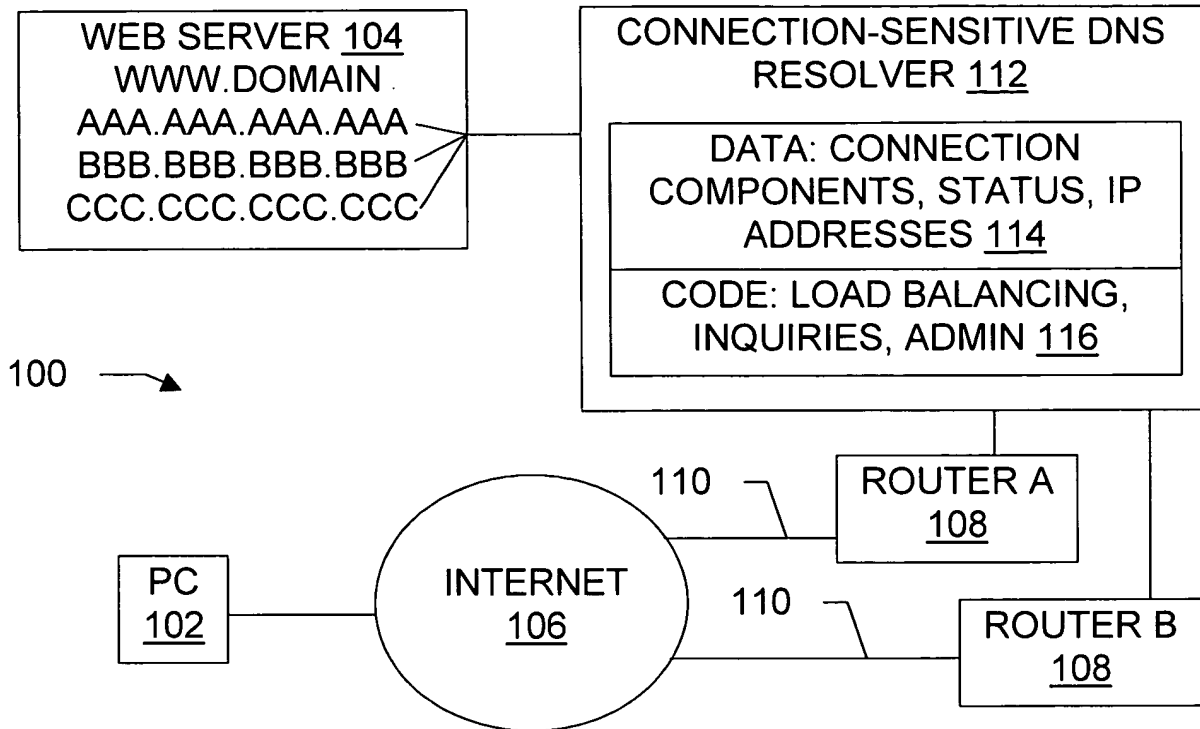 WEB SERVER 104
WWW.DOMAIN
AAA.AAA.AAA.AAA
BBB.BBB.BBB.BBB
CCC.CCC.CCC.CCC
CONNECTION-SENSITIVE DNS
RESOLVER 112
DATA: CONNECTION
COMPONENTS, STATUS, IP
ADDRESSES 114
CODE: LOAD BALANCING,
INQUIRIES, ADMIN 116
100
110
ROUTER A
108
PC
102
INTERNET
106
110
ROUTER B
108